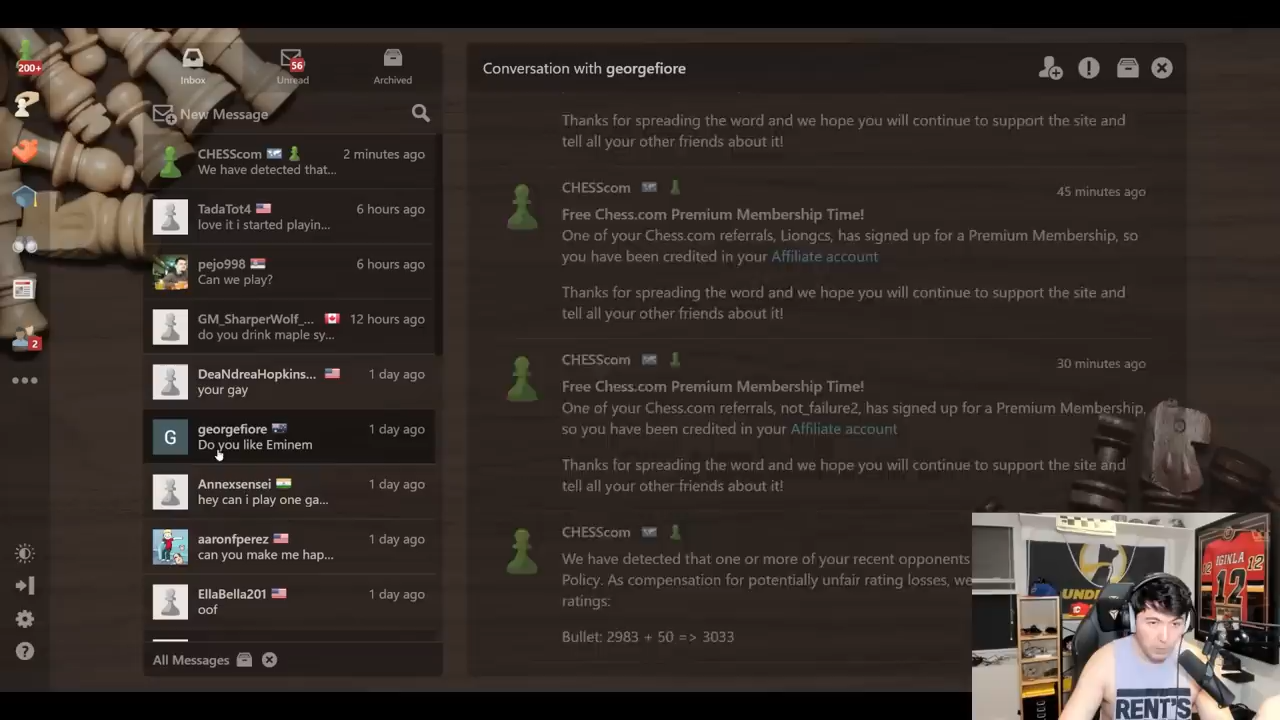 200+
2
Inbox
56
Unread
Archived
New Message
CHESScom
2 minutes ago
We have detected that...
TadaTot4
6 hours ago
love it i started playin...
pejo998
6 hours ago
Can we play?
GM_SharperWolf_...
12 hours ago
do you drink maple sy...
DeaNdreaHopkins...
1 day ago
your gay
G
georgefiore
1 day ago
Do you like Eminem
Annexsensei
1 day ago
hey can i play one ga...
aaronfperez
1 day ago
can you make me hap...
EllaBella201
1 day ago
oof
All Messages
Conversation with georgefiore
Thanks for spreading the word and we hope you will continue to support the site and
tell all your other friends about it!
CHESScom
45 minutes ago
Free Chess.com Premium Membership Time!
One of your Chess.com referrals, Liongcs, has signed up for a Premium Membership, so
you have been credited in your Affiliate account
Thanks for spreading the word and we hope you will continue to support the site and
tell all your other friends about it!
CHESScom
30 minutes ago
Free Chess.com Premium Membership Time!
One of your Chess.com referrals, not_failure2, has signed up for a Premium Membership,
so you have been credited in your Affiliate account
Thanks for spreading the word and we hope you will continue to support the site and
tell all your other friends about it!
CHESScom
We have detected that one or more of your recent opponents
Policy. As compensation for potentially unfair rating losses, we
ratings:
Bullet: 2983 + 50 => 3033
UND
IGINLA
12
RENT'S